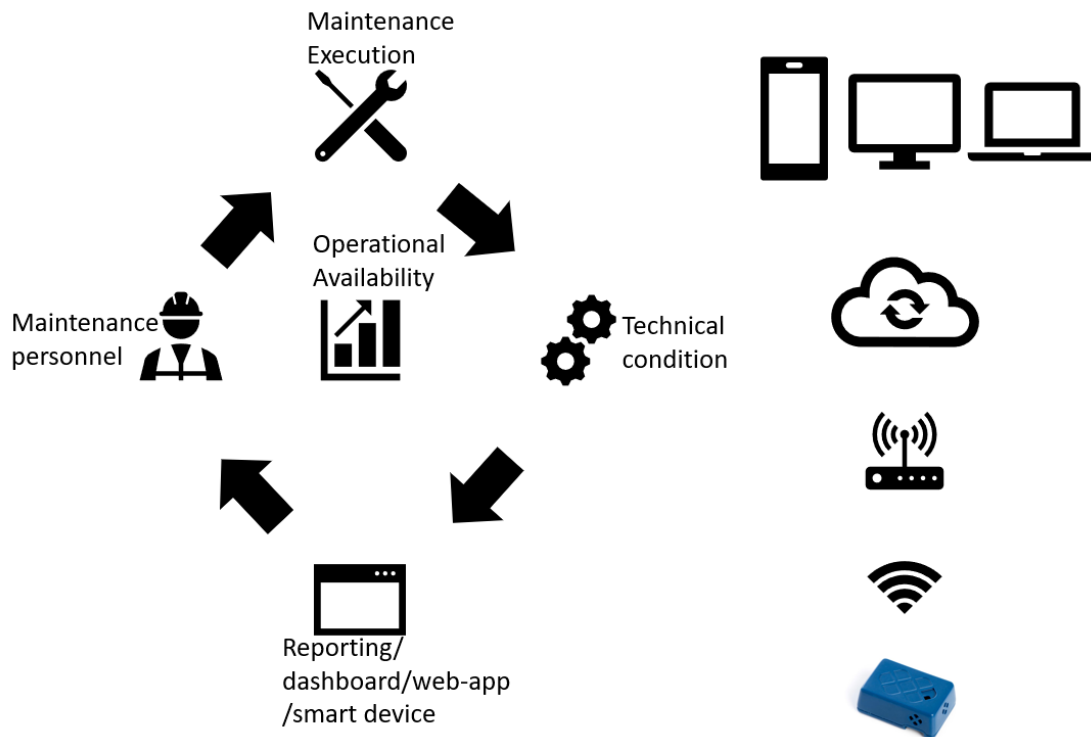 Maintenance
Execution
Operational
Availability
Maintenance
personnel
Technical
condition
Reporting/
dashboard/web-app
/smart device